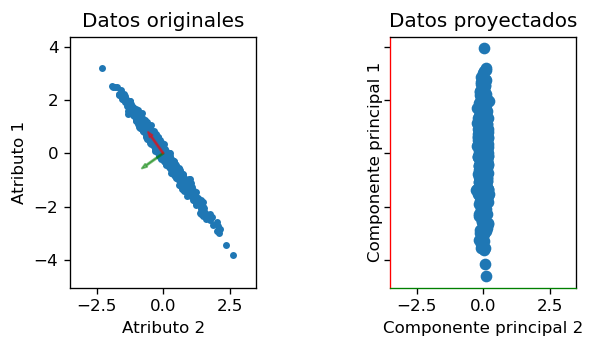 Datos originales
Atributo 1
4
2
0
−2
−4
−2.5
0.0
2.5
Atributo 2
Datos proyectados
Componente principal 1
−2.5
0.0
2.5
Componente principal 2